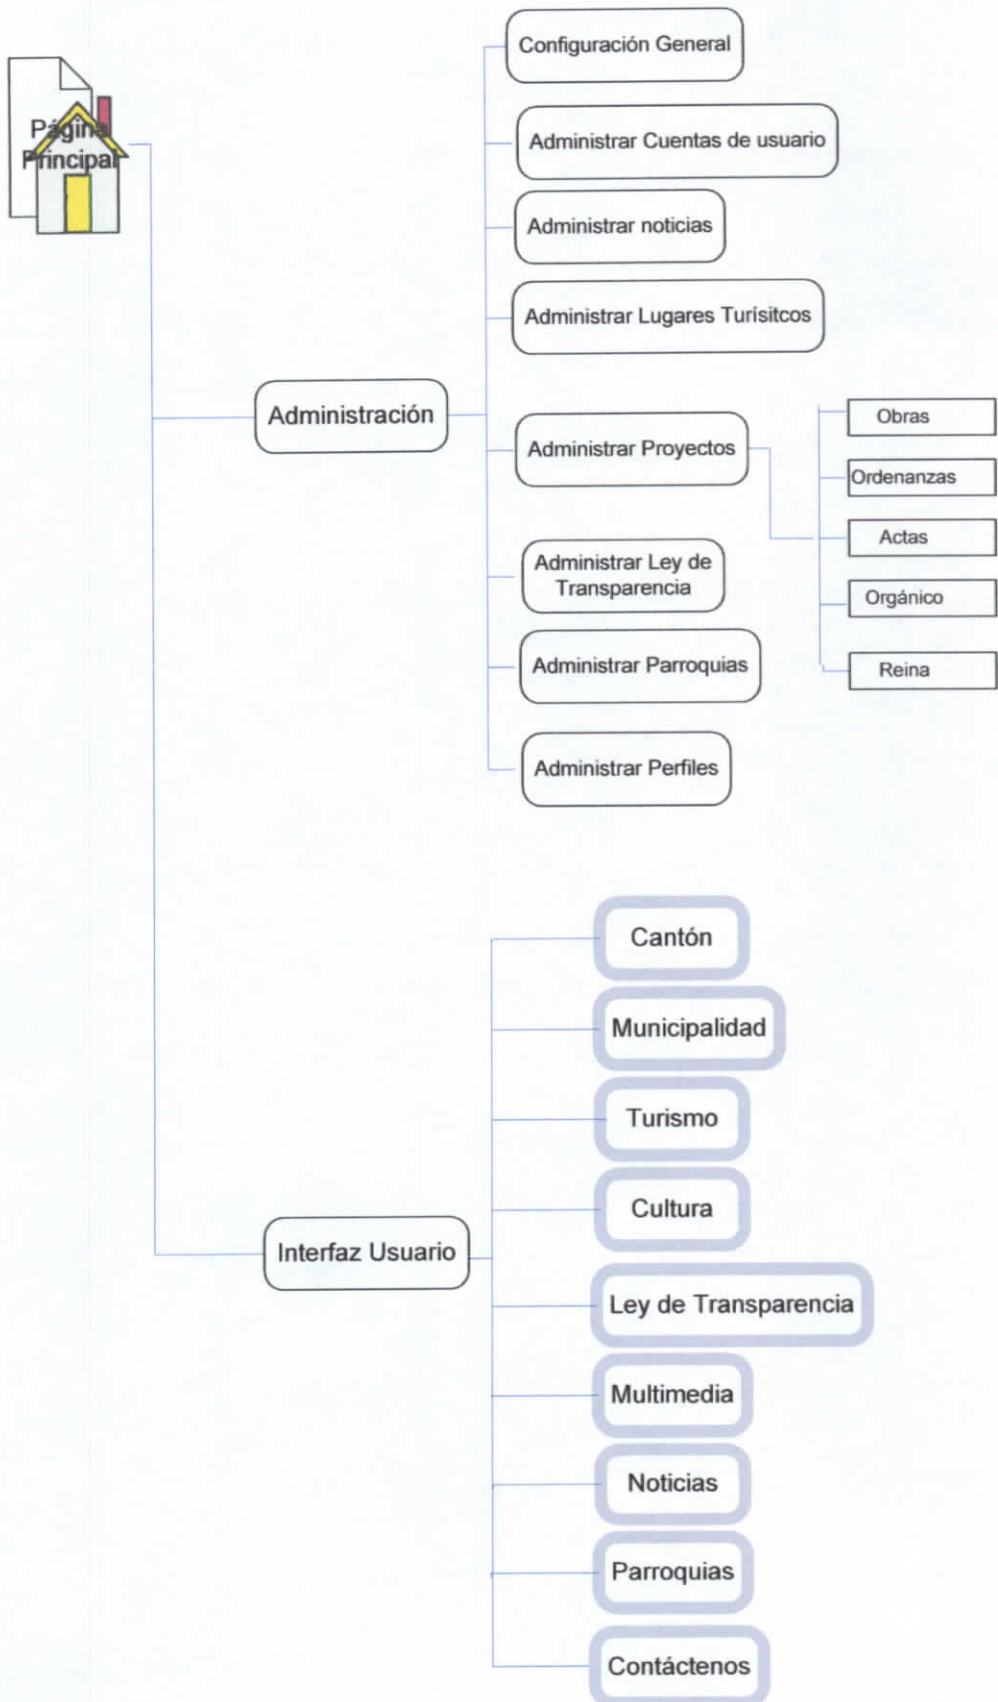 Página
Principal
Administración
Configuración General
Administrar Cuentas de usuario
Administrar noticias
Administrar Lugares Turísitcos
Administrar Proyectos
Obras
Ordenanzas
Actas
Orgánico
Reina
Administrar Ley de
Transparencia
Administrar Parroquias
Administrar Perfiles
Interfaz Usuario
Cantón
Municipalidad
Turismo
Cultura
Ley de Transparencia
Multimedia
Noticias
Parroquias
Contáctenos